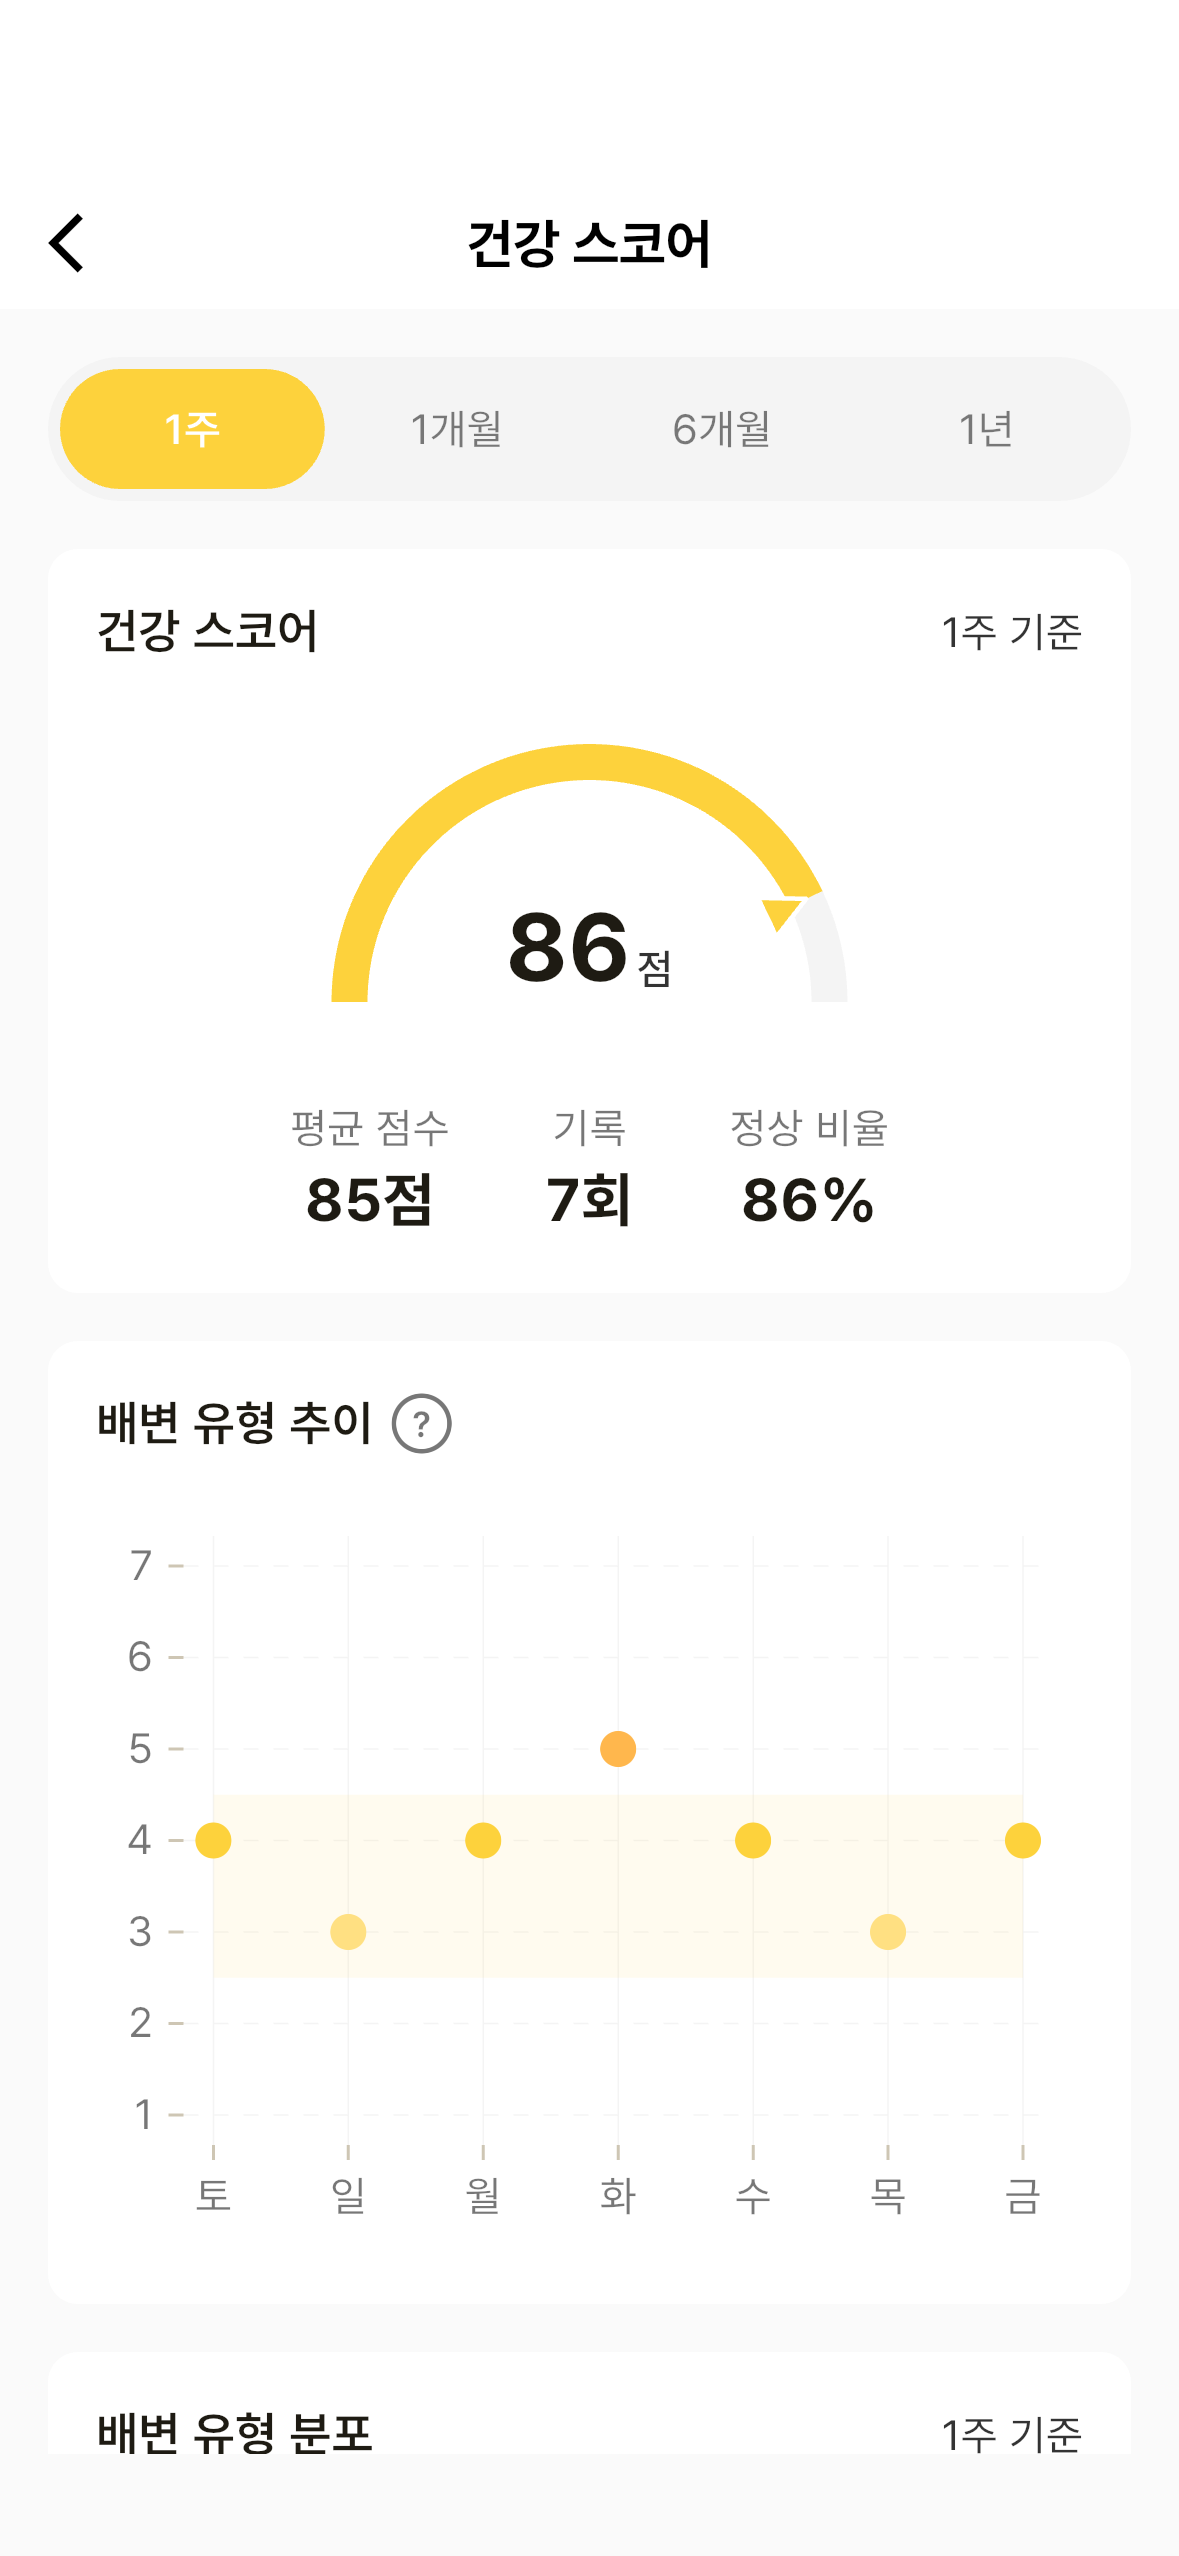 건강 스코어
1주 1개월 6개월 1년
건강 스코어 1주 기준
86점
평균 점수 기록 정상 비율
85점 7회 86%
배변 유형 추이 ?
7
6
5
4
3
2
1
토 일 월 화 수 목 금
배변 유형 분포 1주 기준